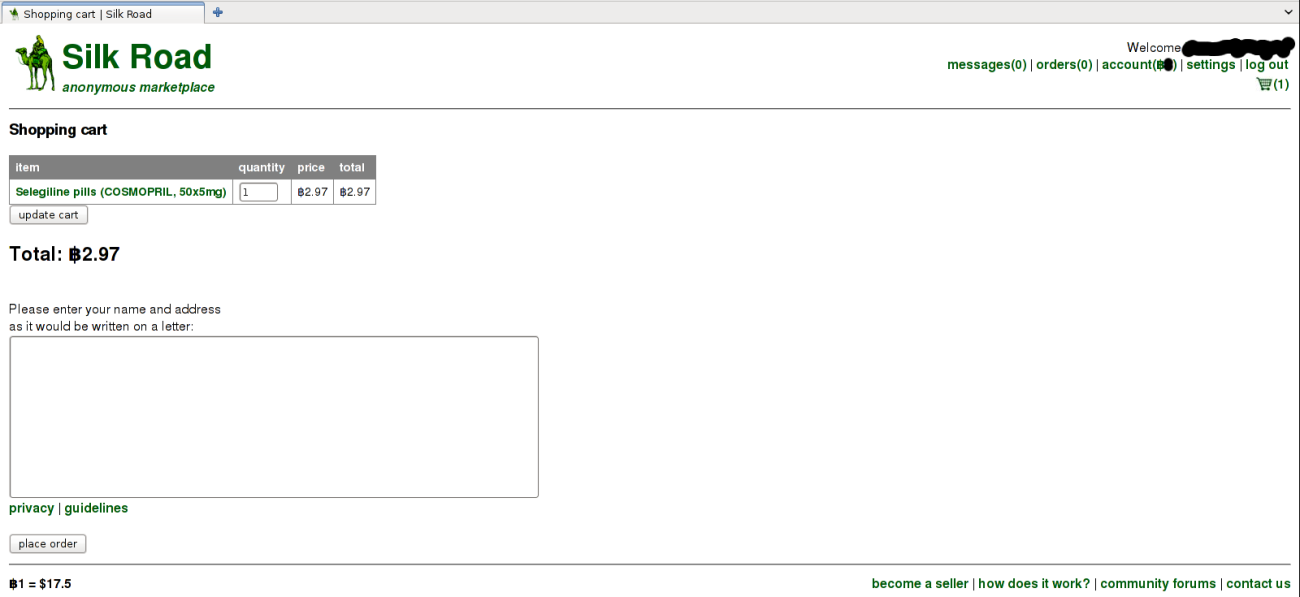 Shopping cart | Silk Road
Silk Road
anonymous marketplace
Welcome
messages(0) | orders(0) | account(฿ ) | settings | log out
(1)
Shopping cart
item quantity price total
Selegiline pills (COSMOPRIL, 50x5mg) 1 ฿2.97 ฿2.97
update cart
Total: ฿2.97
Please enter your name and address
as it would be written on a letter:
privacy | guidelines
place order
฿1 = $17.5
become a seller | how does it work? | community forums | contact us